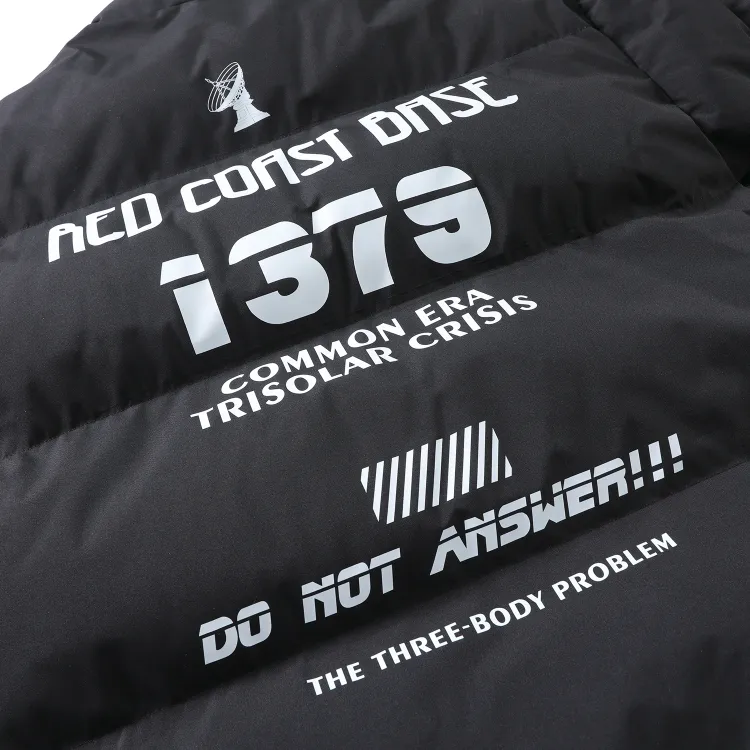 RED COAST BASE
1379
COMMON ERA
TRISOLAR CRISIS
DO NOT ANSWER!!!
THE THREE-BODY PROBLEM